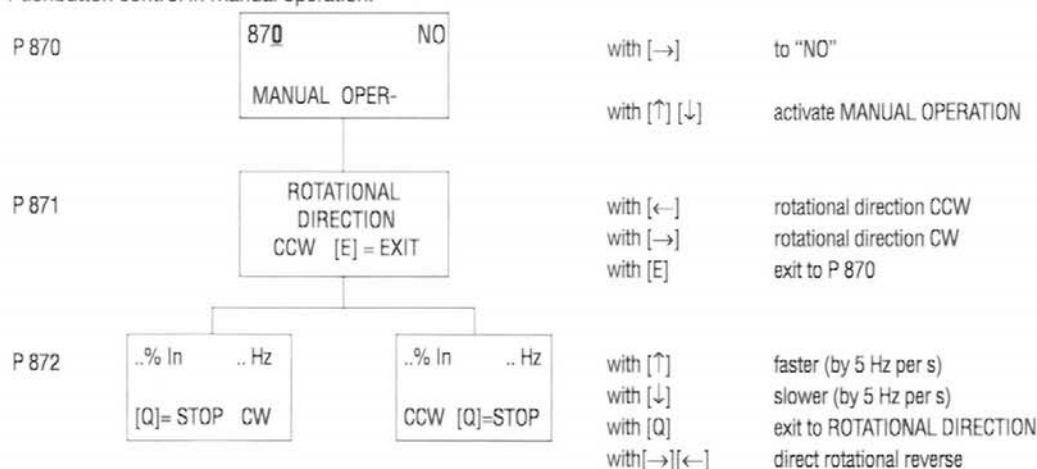 P 870
870 NO
MANUAL OPER-
with [→] to "NO"
with [↑] [↓] activate MANUAL OPERATION
P 871
ROTATIONAL
DIRECTION
CCW [E] = EXIT
with [←] rotational direction CCW
with [→] rotational direction CW
with [E] exit to P 870
P 872
..% In .. Hz
[Q]= STOP CW
..% In .. Hz
CCW [Q]=STOP
with [↑] faster (by 5 Hz per s)
with [↓] slower (by 5 Hz per s)
with [Q] exit to ROTATIONAL DIRECTION
with[→][←] direct rotational reverse